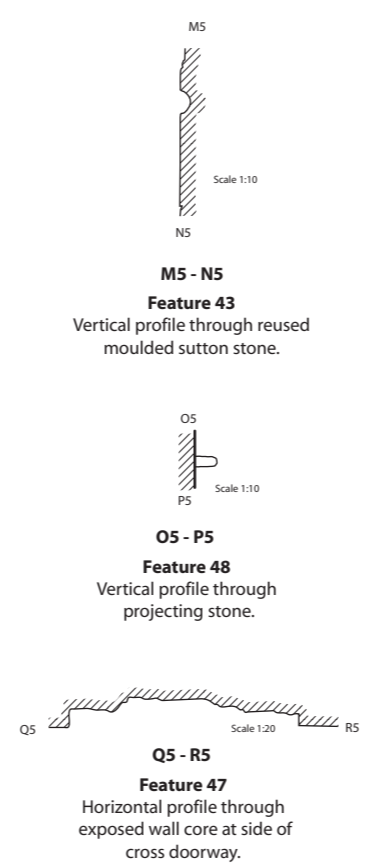 M5
Scale 1:10
N5
M5 - N5
Feature 43
Vertical profile through reused
moulded sutton stone.
O5
Scale 1:10
P5
O5 - P5
Feature 48
Vertical profile through
projecting stone.
Q5
Scale 1:20
R5
Q5 - R5
Feature 47
Horizontal profile through
exposed wall core at side of
cross doorway.